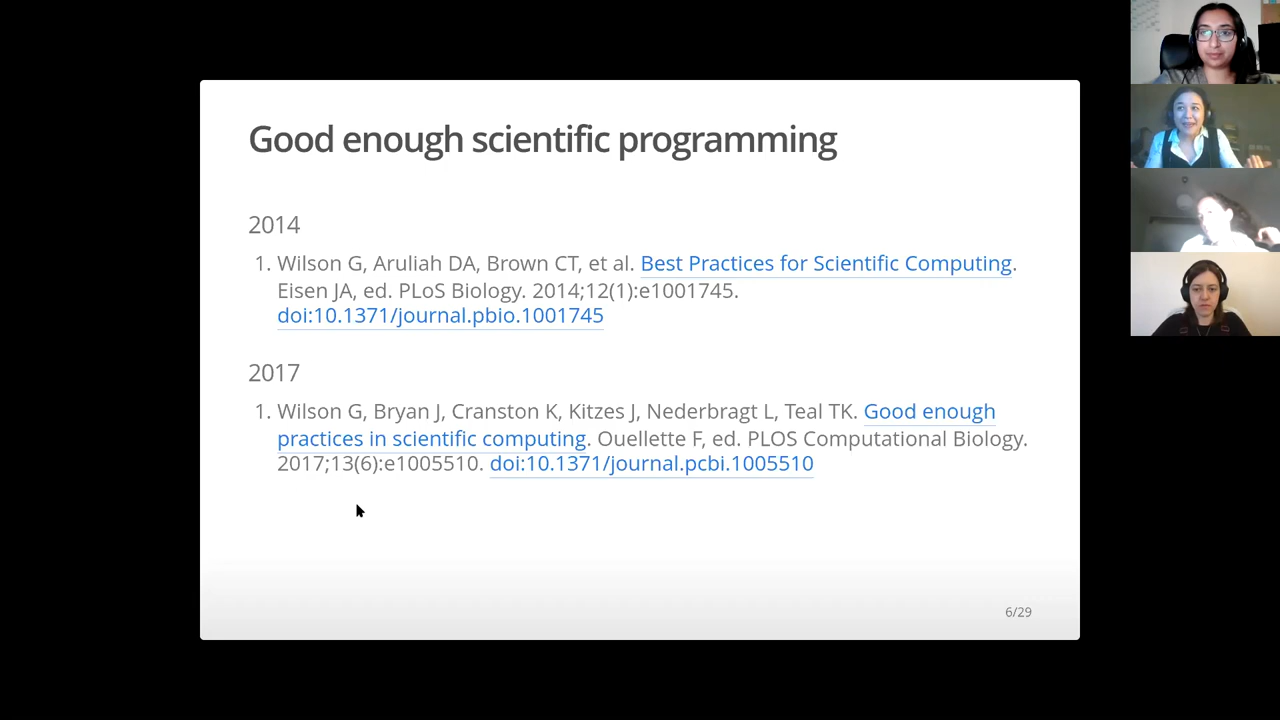 Good enough scientific programming
2014
1. Wilson G, Aruliah DA, Brown CT, et al. Best Practices for Scientific Computing.
Eisen JA, ed. PLoS Biology. 2014;12(1):e1001745.
doi:10.1371/journal.pbio.1001745
2017
1. Wilson G, Bryan J, Cranston K, Kitzes J, Nederbragt L, Teal TK. Good enough
practices in scientific computing. Ouellette F, ed. PLOS Computational Biology.
2017;13(6):e1005510. doi:10.1371/journal.pcbi.1005510
6/29